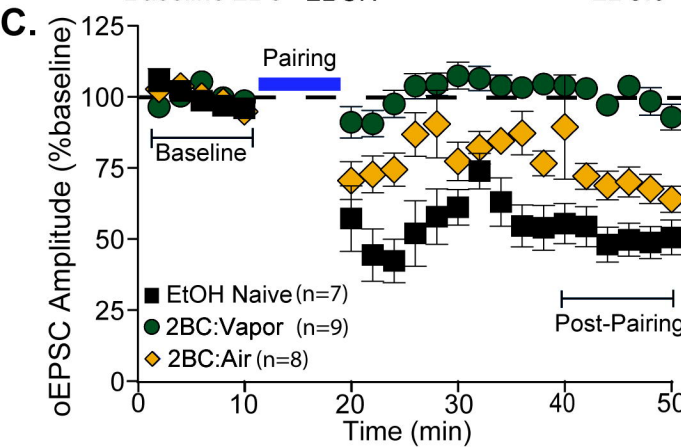 C.
oEPSC Amplitude (%baseline)
125
100
75
50
25
0
Pairing
Baseline
EtOH Naive (n=7)
2BC:Vapor (n=9)
2BC:Air (n=8)
Post-Pairing
0 10 20 30 40 50
Time (min)